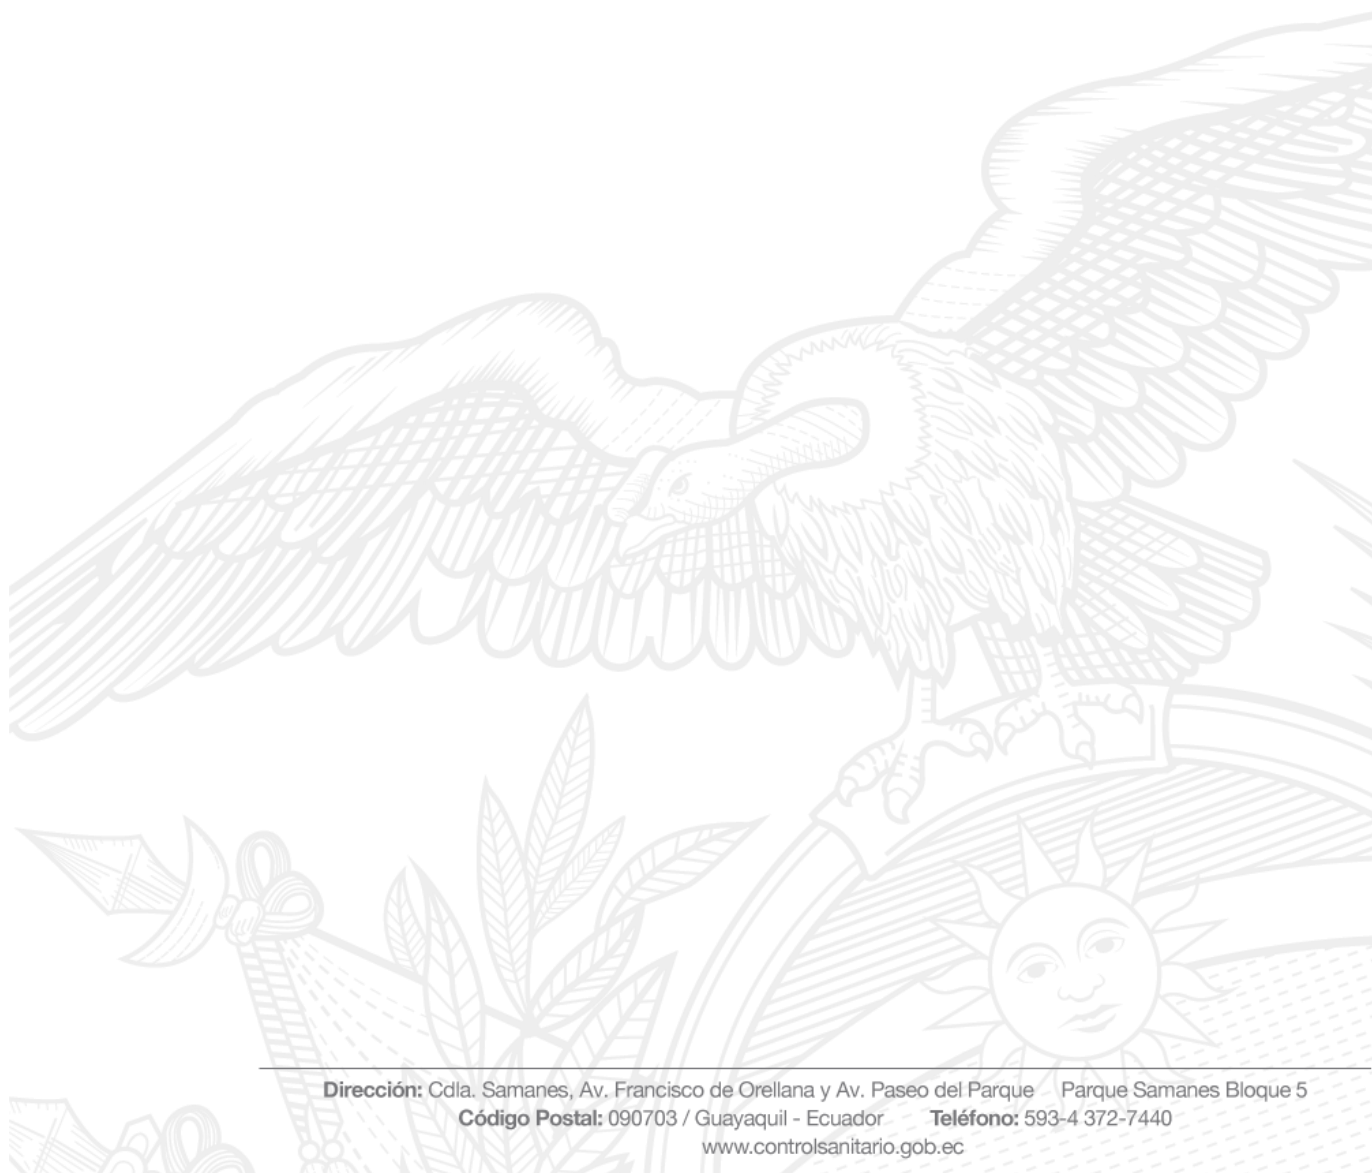 Dirección: Cdla. Samanes, Av. Francisco de Orellana y Av. Paseo del Parque Parque Samanes Bloque 5
Código Postal: 090703 / Guayaquil - Ecuador Teléfono: 593-4 372-7440
www.controlsanitario.gob.ec